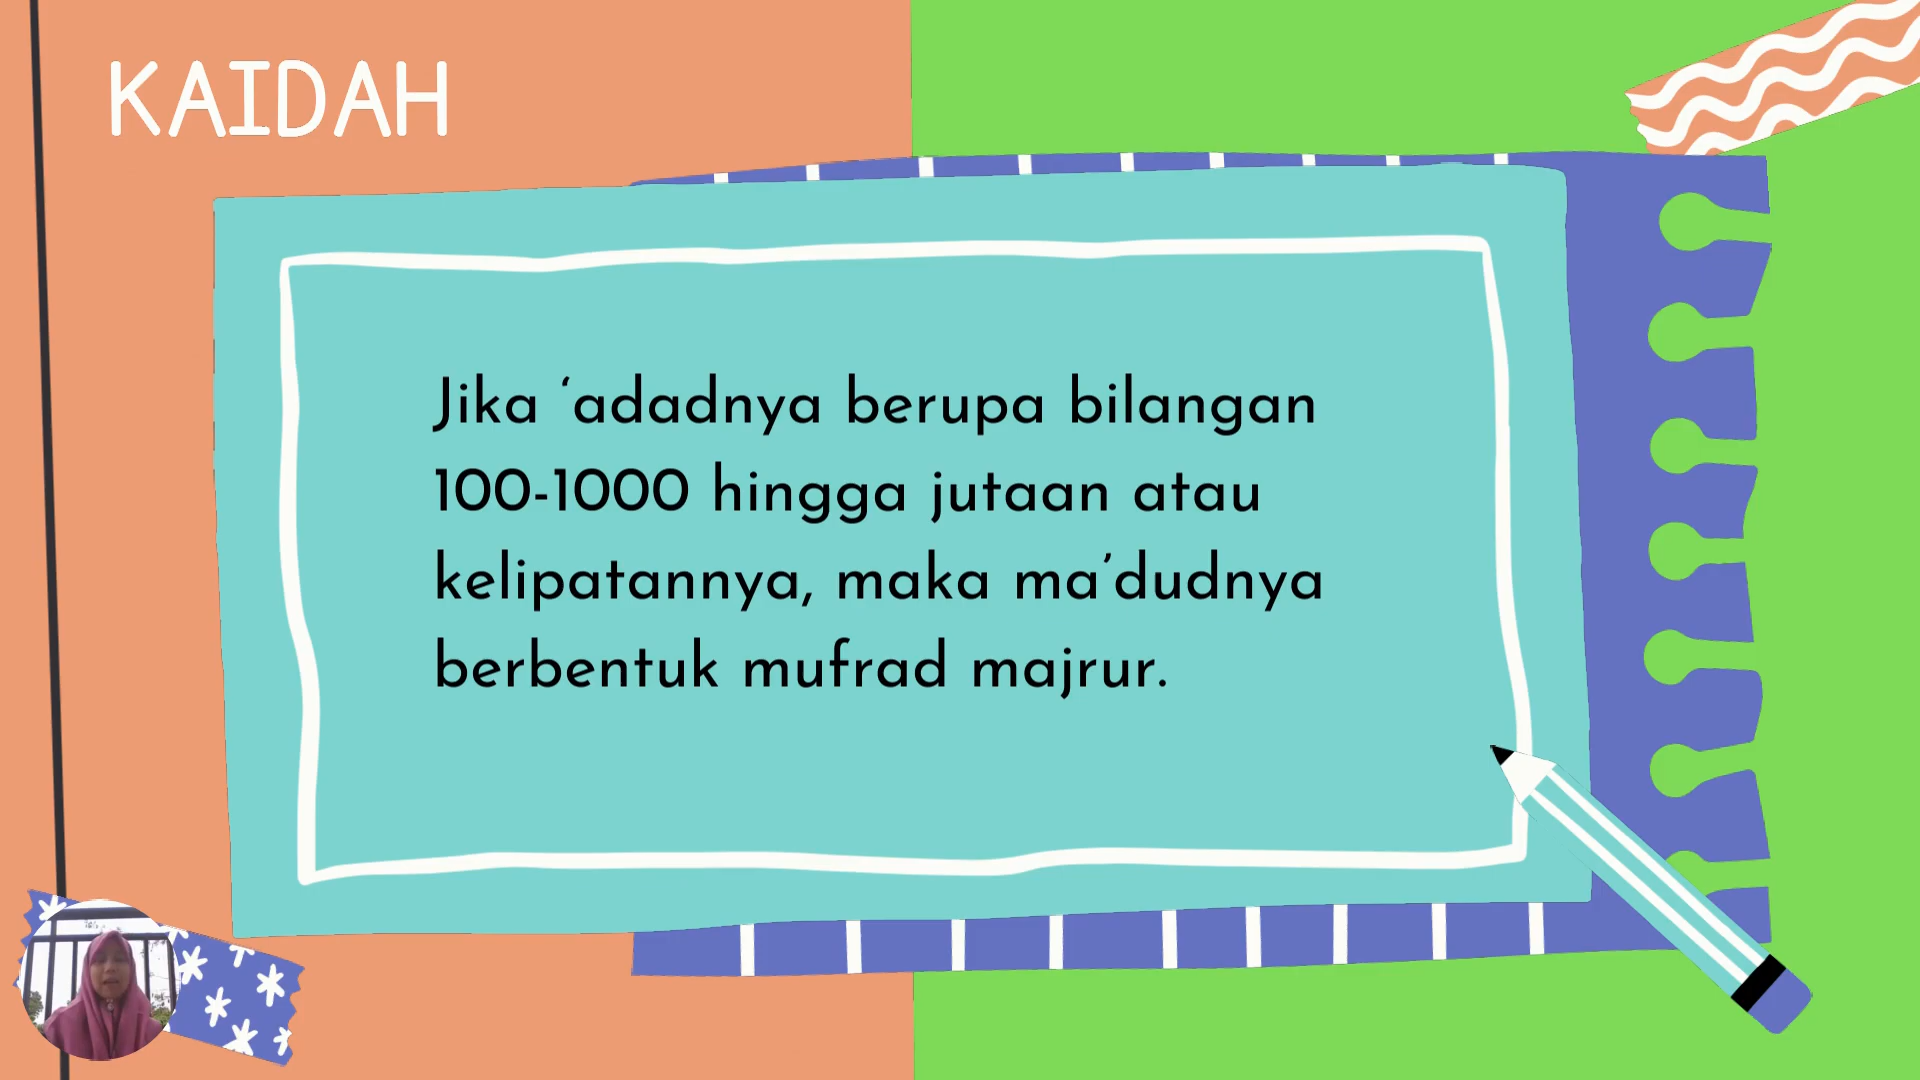 KAIDAH
Jika ‘adadnya berupa bilangan
100-1000 hingga jutaan atau
kelipatannya, maka ma’dudnya
berbentuk mufrad majrur.